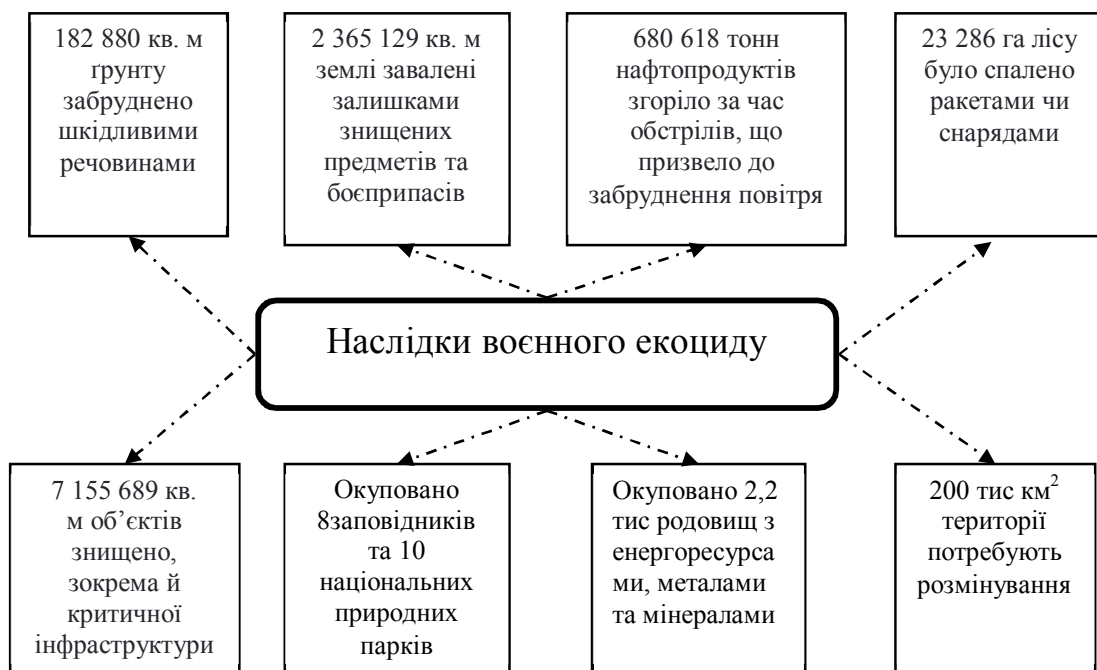 182 880 кв. м
ґрунту
забруднено
шкідливими
речовинами
2 365 129 кв. м
землі завалені
залишками
знищених
предметів та
боєприпасів
680 618 тонн
нафтопродуктів
згоріло за час
обстрілів, що
призвело до
забруднення повітря
23 286 га лісу
було спалено
ракетами чи
снарядами
Наслідки воєнного екоциду
7 155 689 кв.
м об’єктів
знищено,
зокрема й
критичної
інфраструктури
Окуповано
8заповідників
та 10
національних
природних
парків
Окуповано 2,2
тис родовищ з
енергоресурса
ми, металами
та мінералами
200 тис км²
території
потребують
розмінування